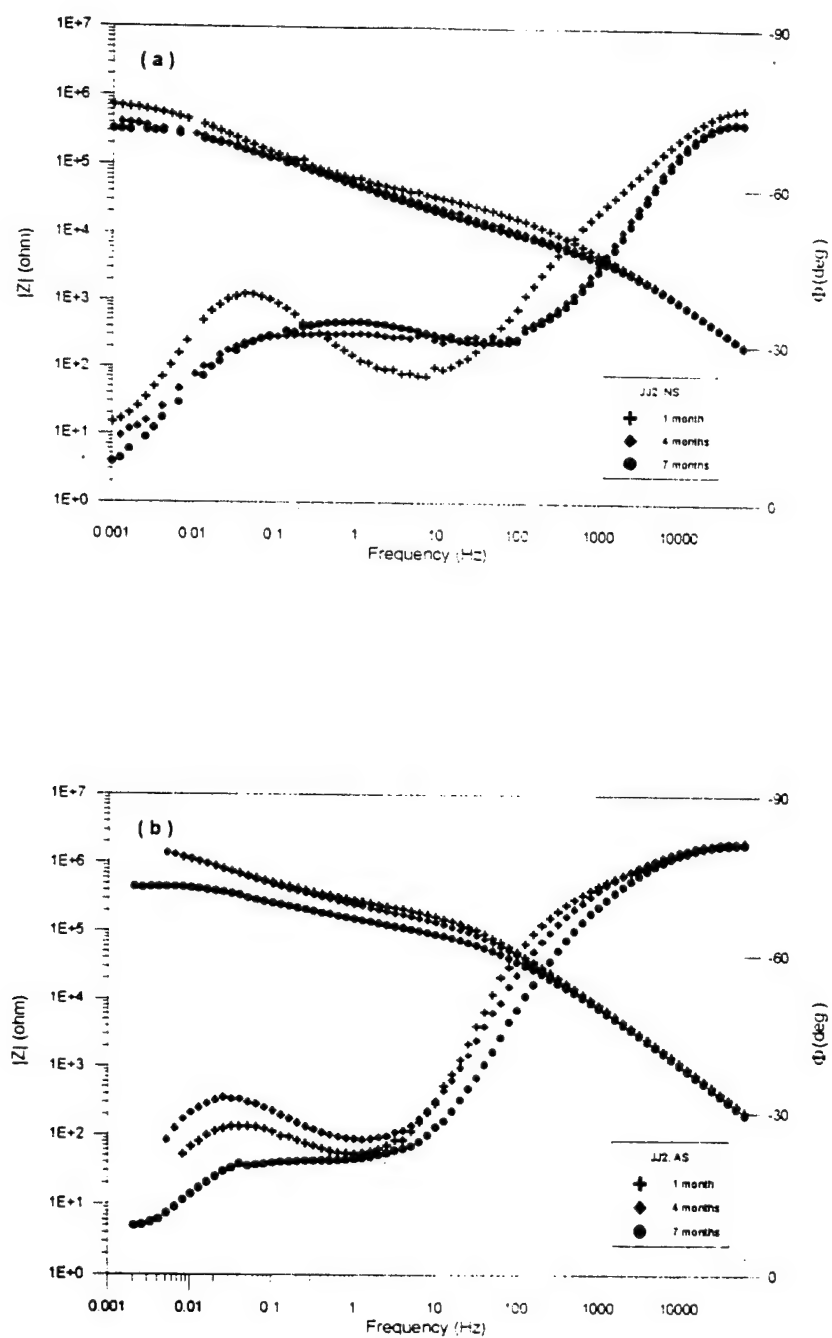 (a)
1E+7
1E+6
1E+5
1E+4
1E+3
1E+2
1E+1
1E+0
|Z| (ohm)
-90
-60
-30
0
Φ(deg)
0.001 0.01 0.1 1 10 100 1000 10000
Frequency (Hz)
JJ2. NS
1 month
4 months
7 months
(b)
1E+7
1E+6
1E+5
1E+4
1E+3
1E+2
1E+1
1E+0
|Z| (ohm)
-90
-60
-30
0
Φ(deg)
0.001 0.01 0.1 1 10 100 1000 10000
Frequency (Hz)
JJ2. AS
1 month
4 months
7 months